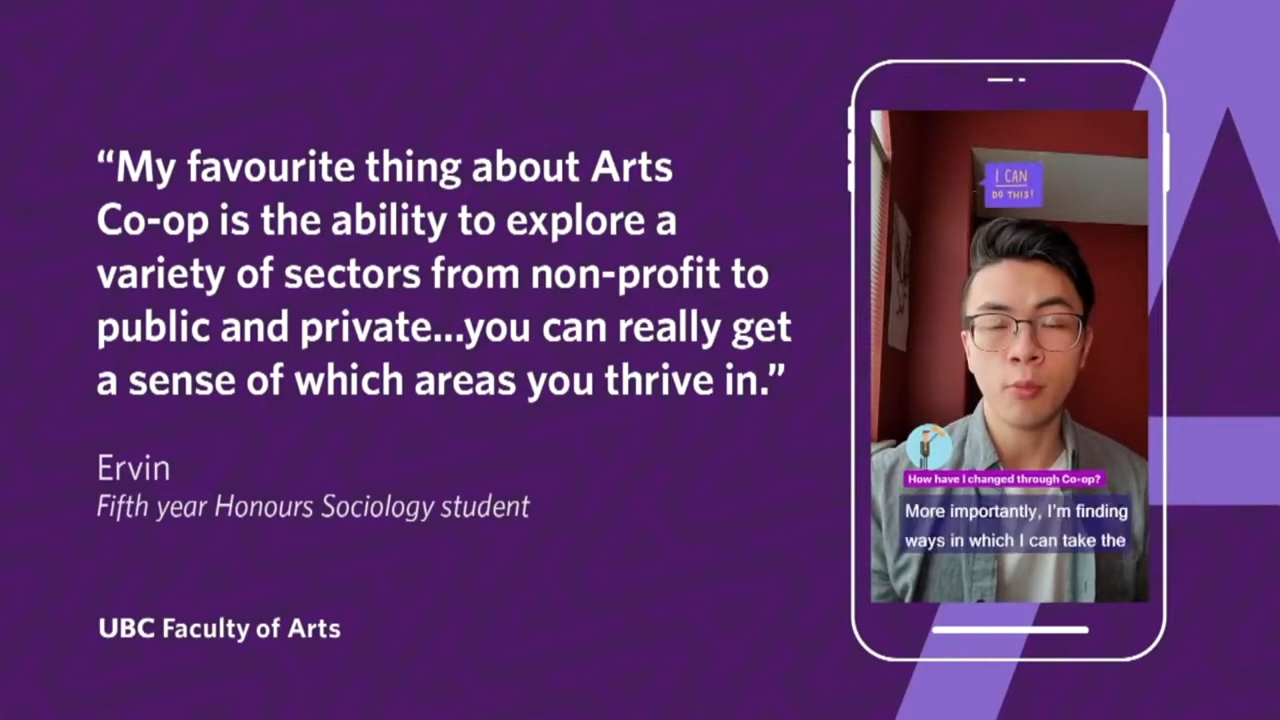 “My favourite thing about Arts
Co-op is the ability to explore a
variety of sectors from non-profit to
public and private...you can really get
a sense of which areas you thrive in.”
Ervin
Fifth year Honours Sociology student
UBC Faculty of Arts
I CAN
DO THIS!
How have I changed through Co-op?
More importantly, I’m finding
ways in which I can take the